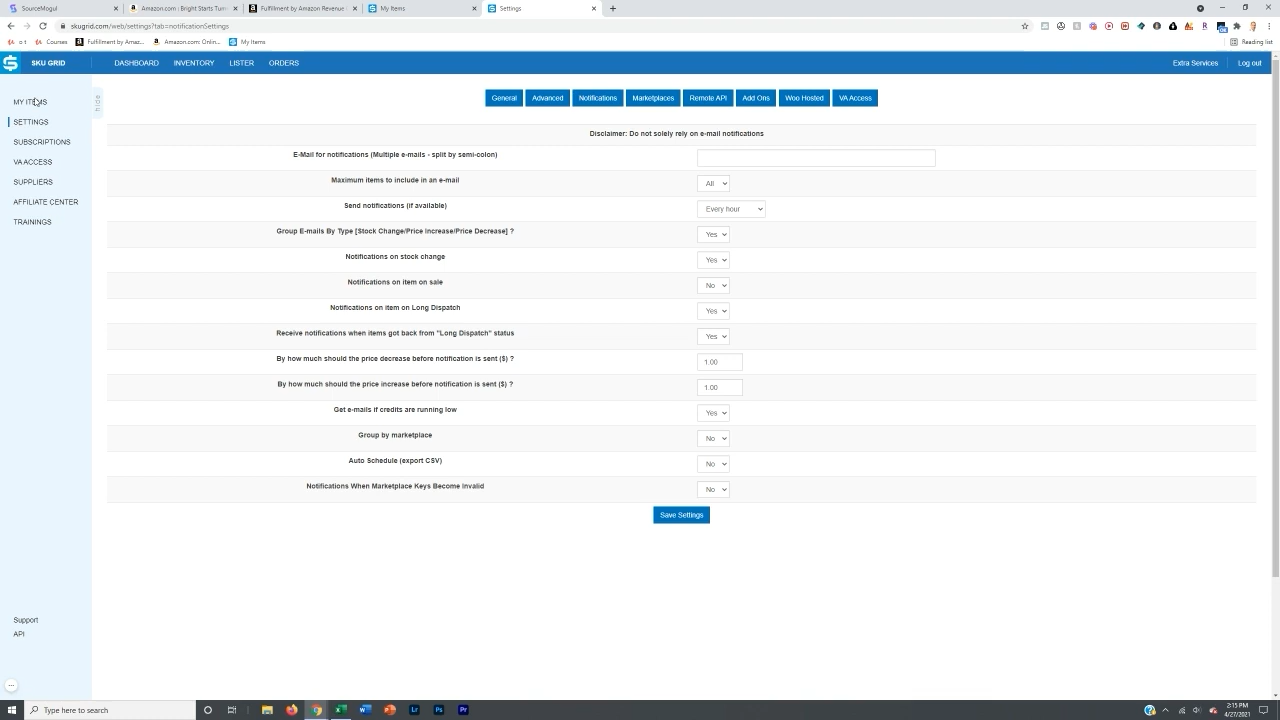 SourceMogul
Amazon.com : Bright Starts Turn
Fulfillment by Amazon Revenue
My Items
Settings
skugrid.com/web/settings?tab=notificationSettings
Courses
Fulfillment by Amaz...
Amazon.com: Onlin...
My Items
Reading list
SKU GRID
DASHBOARD
INVENTORY
LISTER
ORDERS
Extra Services
Log out
MY ITEMS
SETTINGS
SUBSCRIPTIONS
VA ACCESS
SUPPLIERS
AFFILIATE CENTER
TRAININGS
hide
General
Advanced
Notifications
Marketplaces
Remote API
Add Ons
Woo Hosted
VA Access
Disclaimer: Do not solely rely on e-mail notifications
E-Mail for notifications (Multiple e-mails - split by semi-colon)
Maximum items to include in an e-mail All
Send notifications (if available) Every hour
Group E-mails By Type [Stock Change/Price Increase/Price Decrease] ? Yes
Notifications on stock change Yes
Notifications on item on sale No
Notifications on item on Long Dispatch Yes
Receive notifications when items got back from "Long Dispatch" status Yes
By how much should the price decrease before notification is sent ($) ? 1.00
By how much should the price increase before notification is sent ($) ? 1.00
Get e-mails if credits are running low Yes
Group by marketplace No
Auto Schedule (export CSV) No
Notifications When Marketplace Keys Become Invalid No
Save Settings
Support
API
Type here to search
2:15 PM
4/27/2021